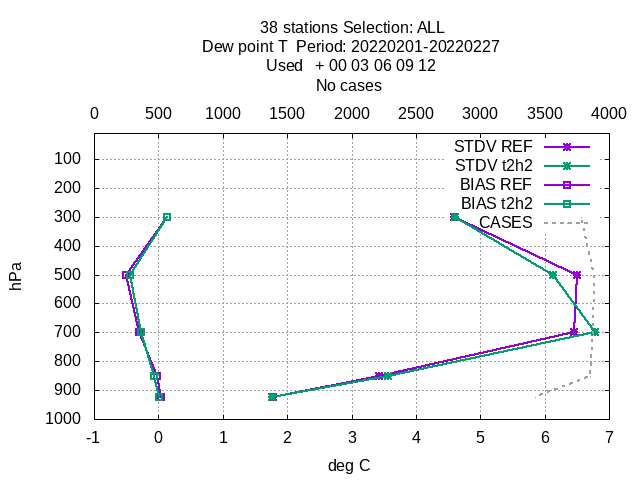 38 stations Selection: ALL
Dew point T  Period: 20220201-20220227
Used   + 00 03 06 09 12
No cases
0 500 1000 1500 2000 2500 3000 3500 4000
STDV REF
STDV t2h2
BIAS REF
BIAS t2h2
CASES
100
200
300
400
500
600
700
800
900
1000
hPa
-1 0 1 2 3 4 5 6 7
deg C